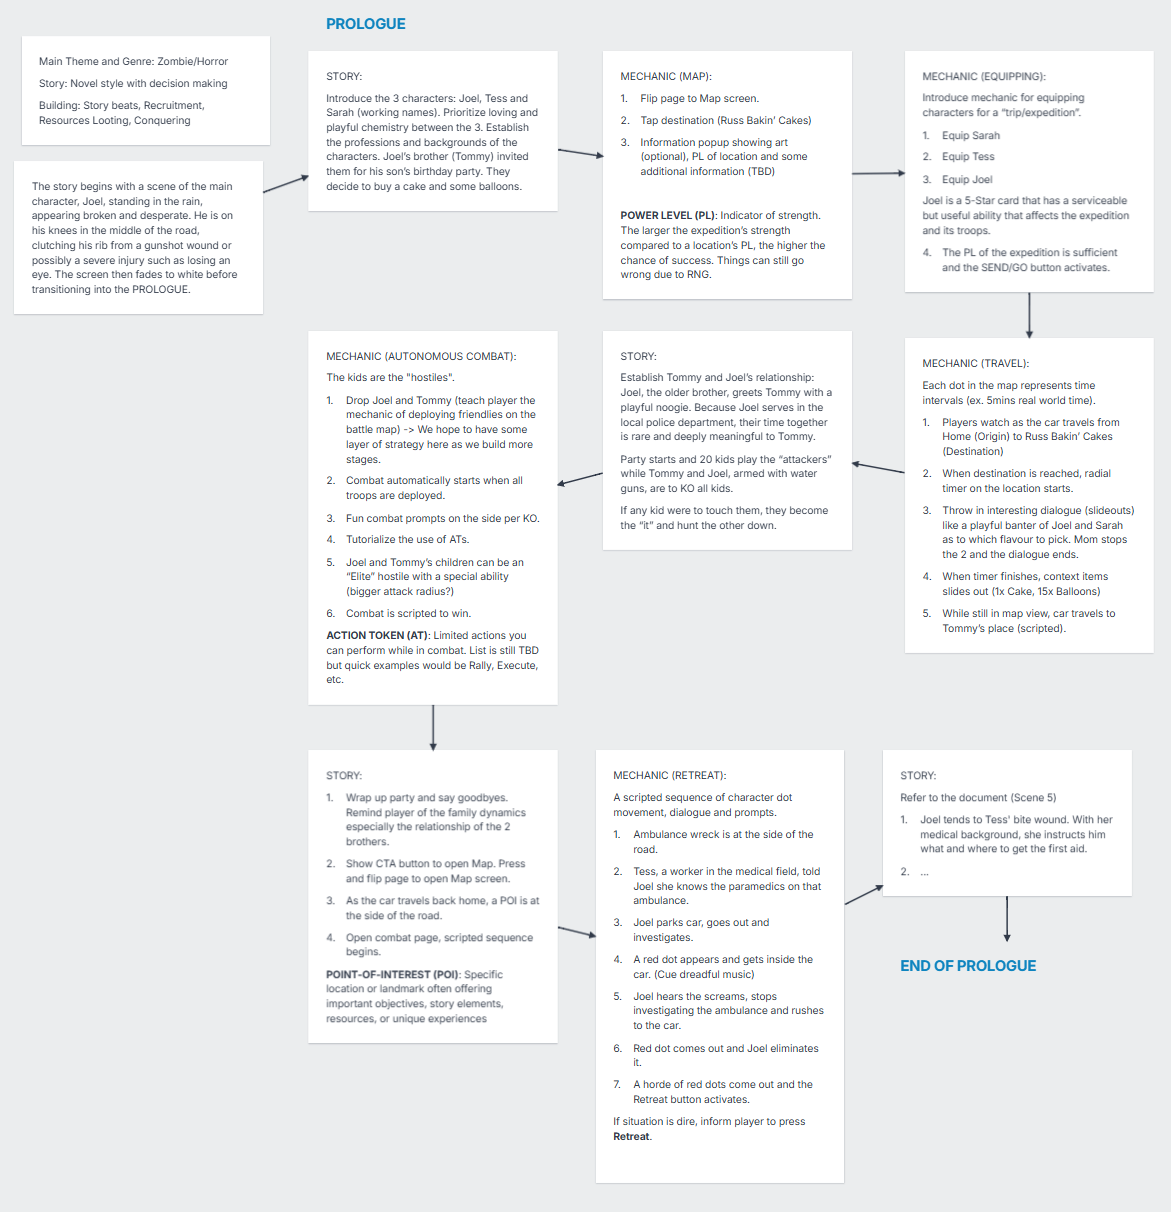 PROLOGUE
Main Theme and Genre: Zombie/Horror
Story: Novel style with decision making
Building: Story beats, Recruitment,
Resources Looting, Conquering
The story begins with a scene of the main
character, Joel, standing in the rain,
appearing broken and desperate. He is on
his knees in the middle of the road,
clutching his rib from a gunshot wound or
possibly a severe injury such as losing an
eye. The screen then fades to white before
transitioning into the PROLOGUE.
STORY:
Introduce the 3 characters: Joel, Tess and
Sarah (working names). Prioritize loving and
playful chemistry between the 3. Establish
the professions and backgrounds of the
characters. Joel's brother (Tommy) invited
them for his son's birthday party. They
decide to buy a cake and some balloons.
MECHANIC (MAP):
1. Flip page to Map screen.
2. Tap destination (Russ Bakin' Cakes)
3. Information popup showing art
(optional), PL of location and some
additional information (TBD)
POWER LEVEL (PL): Indicator of strength.
The larger the expedition's strength
compared to a location's PL, the higher the
chance of success. Things can still go
wrong due to RNG.
MECHANIC (EQUIPPING):
Introduce mechanic for equipping
characters for a "trip/expedition".
1. Equip Sarah
2. Equip Tess
3. Equip Joel
Joel is a 5-Star card that has a serviceable
but useful ability that affects the expedition
and its troops.
4. The PL of the expedition is sufficient
and the SEND/GO button activates.
MECHANIC (TRAVEL):
Each dot in the map represents time
intervals (ex. 5mins real world time).
1. Players watch as the car travels from
Home (Origin) to Russ Bakin' Cakes
(Destination)
2. When destination is reached, radial
timer on the location starts.
3. Throw in interesting dialogue (slideouts)
like a playful banter of Joel and Sarah
as to which flavour to pick. Mom stops
the 2 and the dialogue ends.
4. When timer finishes, context items
slides out (1x Cake, 15x Balloons)
5. While still in map view, car travels to
Tommy's place (scripted).
STORY:
Establish Tommy and Joel's relationship:
Joel, the older brother, greets Tommy with a
playful noogie. Because Joel serves in the
local police department, their time together
is rare and deeply meaningful to Tommy.
Party starts and 20 kids play the "attackers"
while Tommy and Joel, armed with water
guns, are to KO all kids.
If any kid were to touch them, they become
the "it" and hunt the other down.
MECHANIC (AUTONOMOUS COMBAT):
The kids are the "hostiles".
1. Drop Joel and Tommy (teach player the
mechanic of deploying friendlies on the
battle map) -> We hope to have some
layer of strategy here as we build more
stages.
2. Combat automatically starts when all
troops are deployed.
3. Fun combat prompts on the side per KO.
4. Tutorialize the use of ATs.
5. Joel and Tommy's children can be an
"Elite" hostile with a special ability
(bigger attack radius?)
6. Combat is scripted to win.
ACTION TOKEN (AT): Limited actions you
can perform while in combat. List is still TBD
but quick examples would be Rally, Execute,
etc.
STORY:
1. Wrap up party and say goodbyes.
Remind player of the family dynamics
especially the relationship of the 2
brothers.
2. Show CTA button to open Map. Press
and flip page to open Map screen.
3. As the car travels back home, a POI is at
the side of the road.
4. Open combat page, scripted sequence
begins.
POINT-OF-INTEREST (POI): Specific
location or landmark often offering
important objectives, story elements,
resources, or unique experiences
MECHANIC (RETREAT):
A scripted sequence of character dot
movement, dialogue and prompts.
1. Ambulance wreck is at the side of the
road.
2. Tess, a worker in the medical field, told
Joel she knows the paramedics on that
ambulance.
3. Joel parks car, goes out and
investigates.
4. A red dot appears and gets inside the
car. (Cue dreadful music)
5. Joel hears the screams, stops
investigating the ambulance and rushes
to the car.
6. Red dot comes out and Joel eliminates
it.
7. A horde of red dots come out and the
Retreat button activates.
If situation is dire, inform player to press
Retreat.
STORY:
Refer to the document (Scene 5)
1. Joel tends to Tess' bite wound. With her
medical background, she instructs him
what and where to get the first aid.
2. ...
END OF PROLOGUE